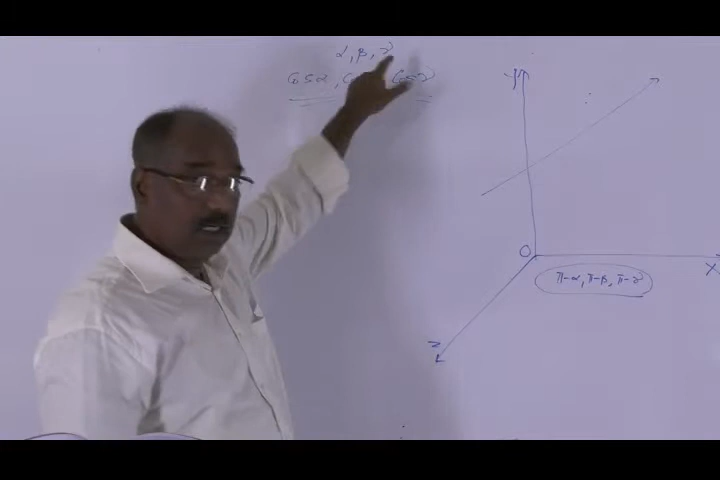 α, β, γ
Cos α, Cos γ
Y
O
X
π-α, π-β, π-γ
Z